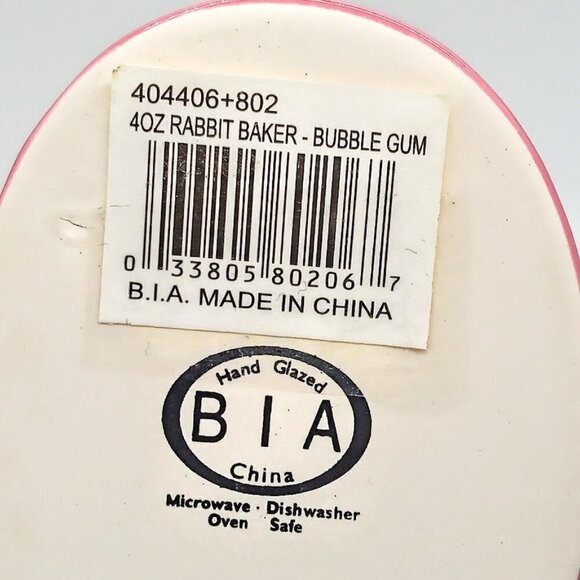 404406+802
4OZ RABBIT BAKER - BUBBLE GUM
0 33805 80206 7
B.I.A. MADE IN CHINA
Hand Glazed
BIA
China
Microwave · Dishwasher
Oven Safe